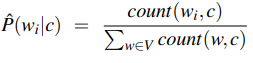 P̂(wᵢ|c) = count(wᵢ,c) / ∑w∈V count(w,c)